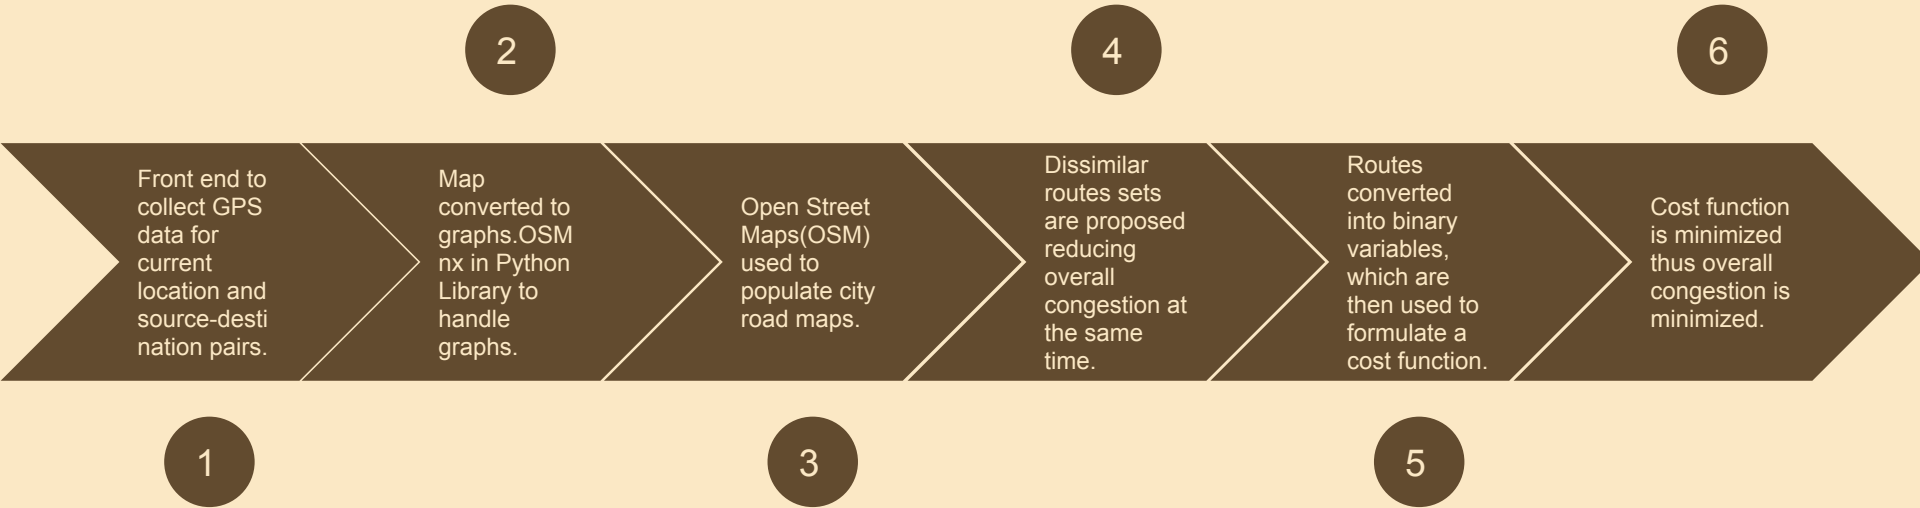 2
4
6
Front end to
collect GPS
data for
current
location and
source-desti
nation pairs.
Map
converted to
graphs.OSM
nx in Python
Library to
handle
graphs.
Open Street
Maps(OSM)
used to
populate city
road maps.
Dissimilar
routes sets
are proposed
reducing
overall
congestion at
the same
time.
Routes
converted
into binary
variables,
which are
then used to
formulate a
cost function.
Cost function
is minimized
thus overall
congestion is
minimized.
1
3
5